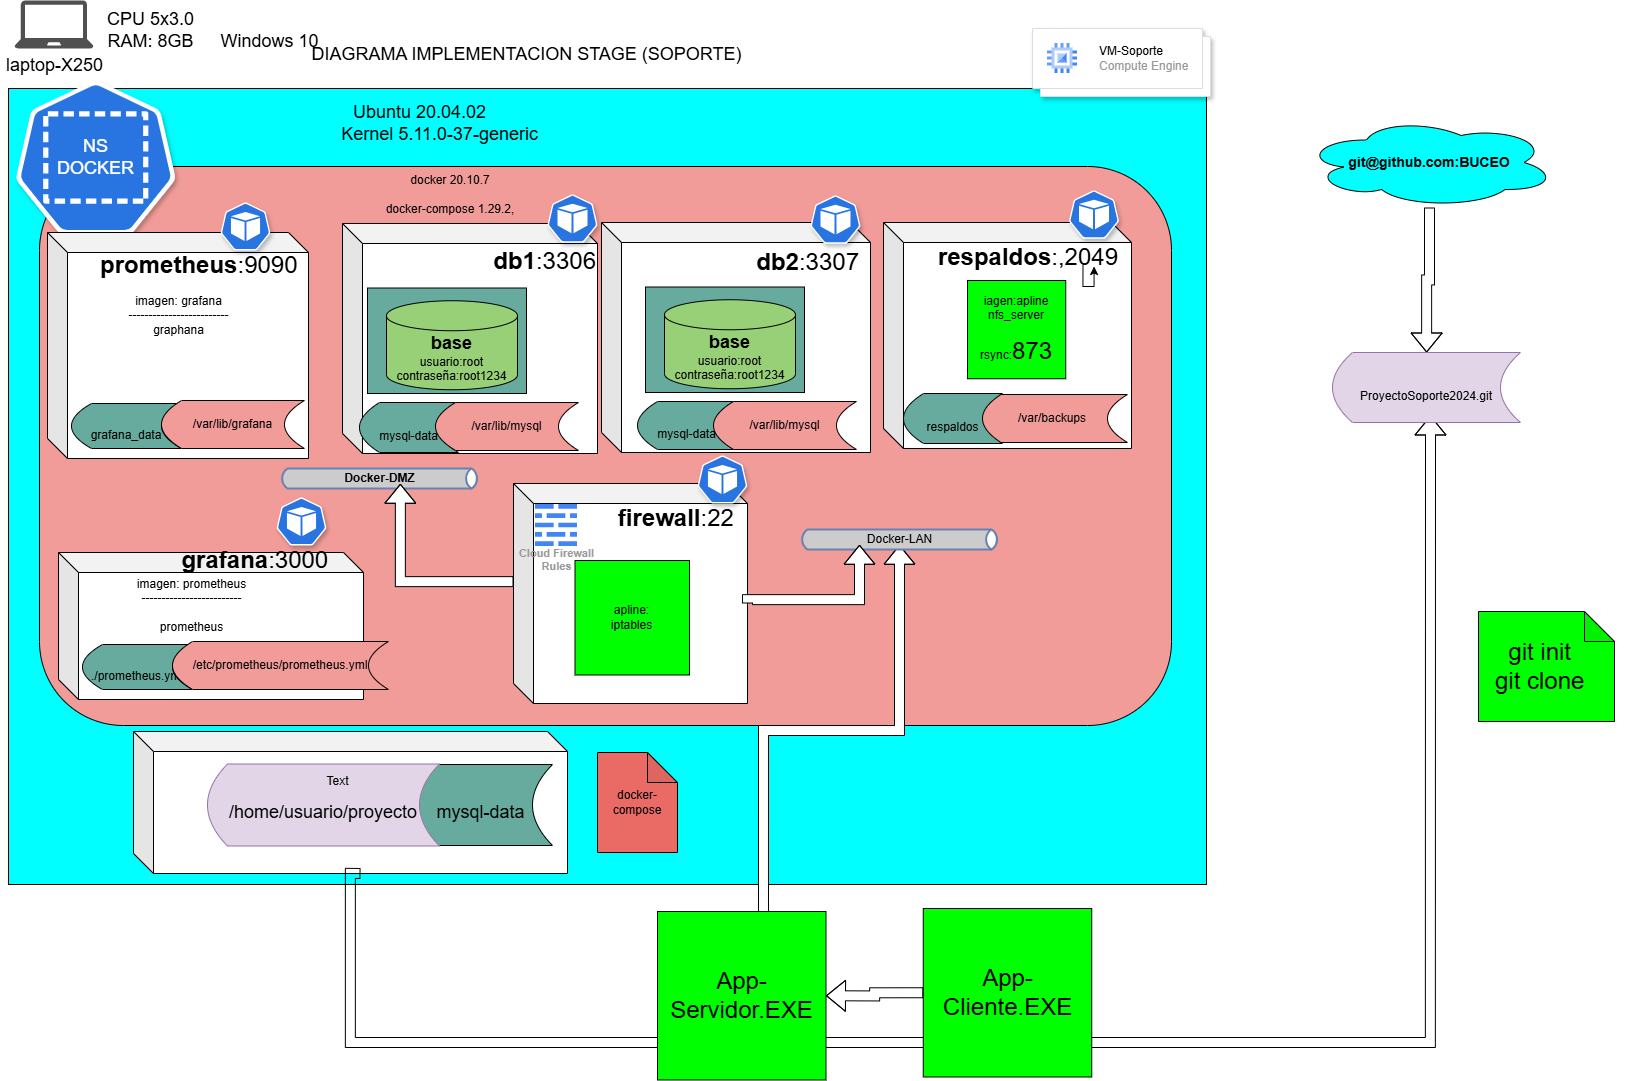 CPU 5x3.0
RAM: 8GB
Windows 10
laptop-X250
DIAGRAMA IMPLEMENTACION STAGE (SOPORTE)
VM-Soporte
Compute Engine
Ubuntu 20.04.02
Kernel 5.11.0-37-generic
NS
DOCKER
docker 20.10.7
docker-compose 1.29.2,
prometheus:9090
imagen: grafana
-------------------------
graphana
grafana_data
/var/lib/grafana
db1:3306
base
usuario:root
contraseña:root1234
mysql-data
/var/lib/mysql
db2:3307
base
usuario:root
contraseña:root1234
mysql-data
/var/lib/mysql
respaldos:,2049
iagen:apline
nfs_server
rsync:873
respaldos
/var/backups
Docker-DMZ
grafana:3000
imagen: prometheus
-------------------------
prometheus
./prometheus.ym
/etc/prometheus/prometheus.yml
firewall:22
Cloud Firewall
Rules
apline:
iptables
Docker-LAN
Text
/home/usuario/proyecto
mysql-data
docker-
compose
App-
Servidor.EXE
App-
Cliente.EXE
git@github.com:BUCEO
ProyectoSoporte2024.git
git init
git clone